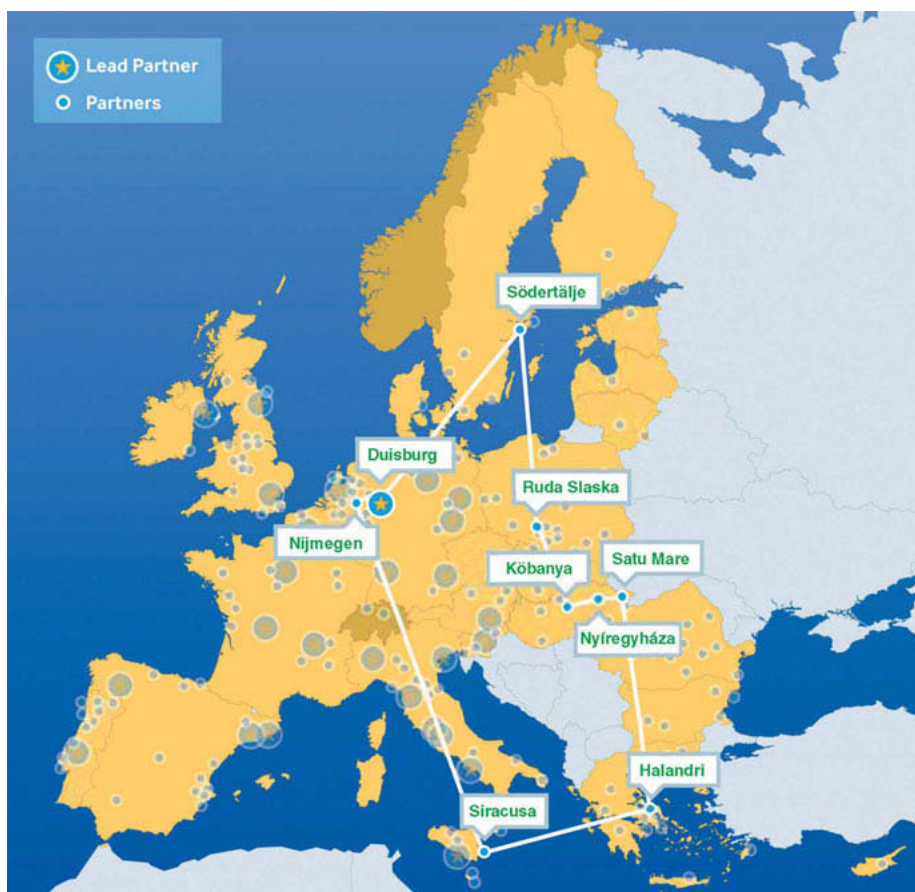 Lead Partner
Partners
Södertälje
Duisburg
Ruda Slaska
Nijmegen
Köbanya
Satu Mare
Nyíregyháza
Halandri
Siracusa